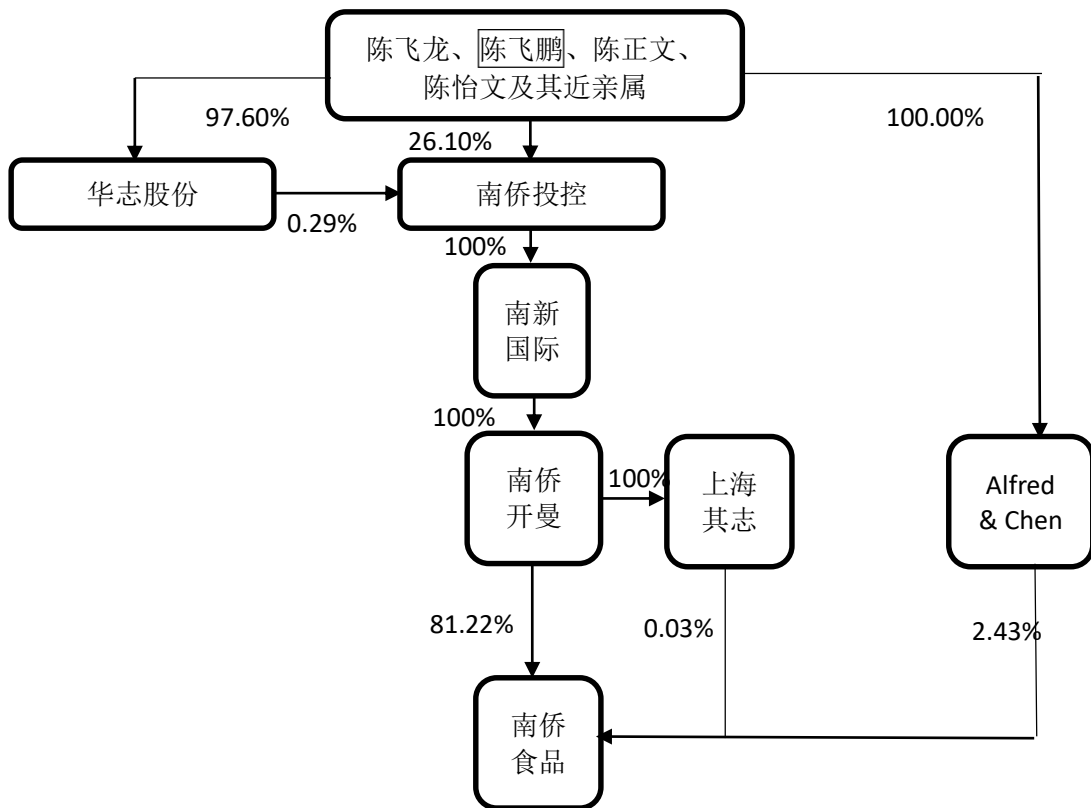 陈飞龙、陈飞鹏、陈正文、
陈怡文及其近亲属
97.60%
26.10%
100.00%
华志股份
0.29%
南侨投控
100%
南新
国际
100%
南侨
开曼
100%
上海
其志
Alfred
& Chen
81.22%
0.03%
2.43%
南侨
食品